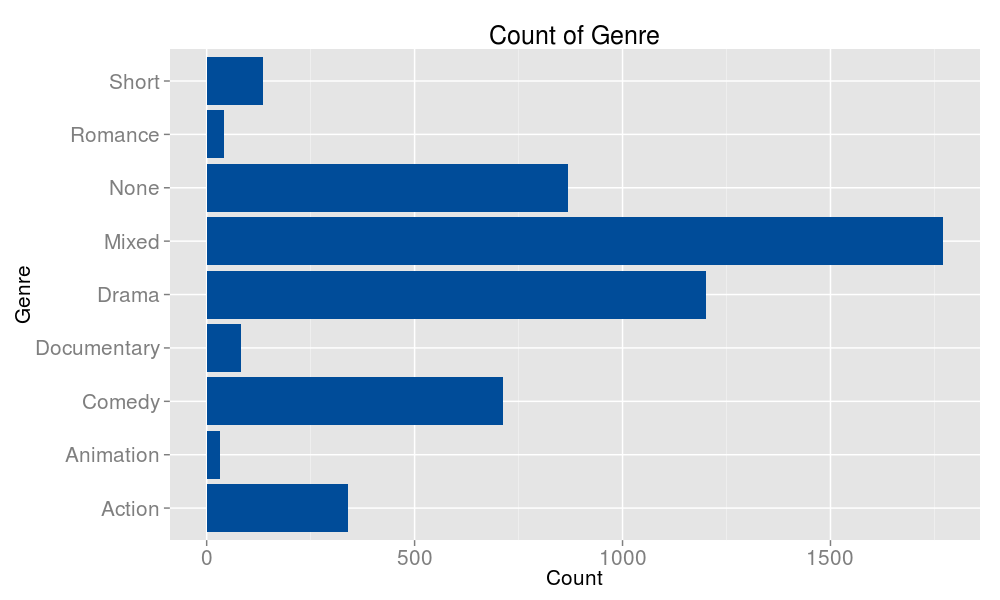 Count of Genre
Short
Romance
None
Mixed
Drama
Documentary
Comedy
Animation
Action
Genre
0 500 1000 1500
Count